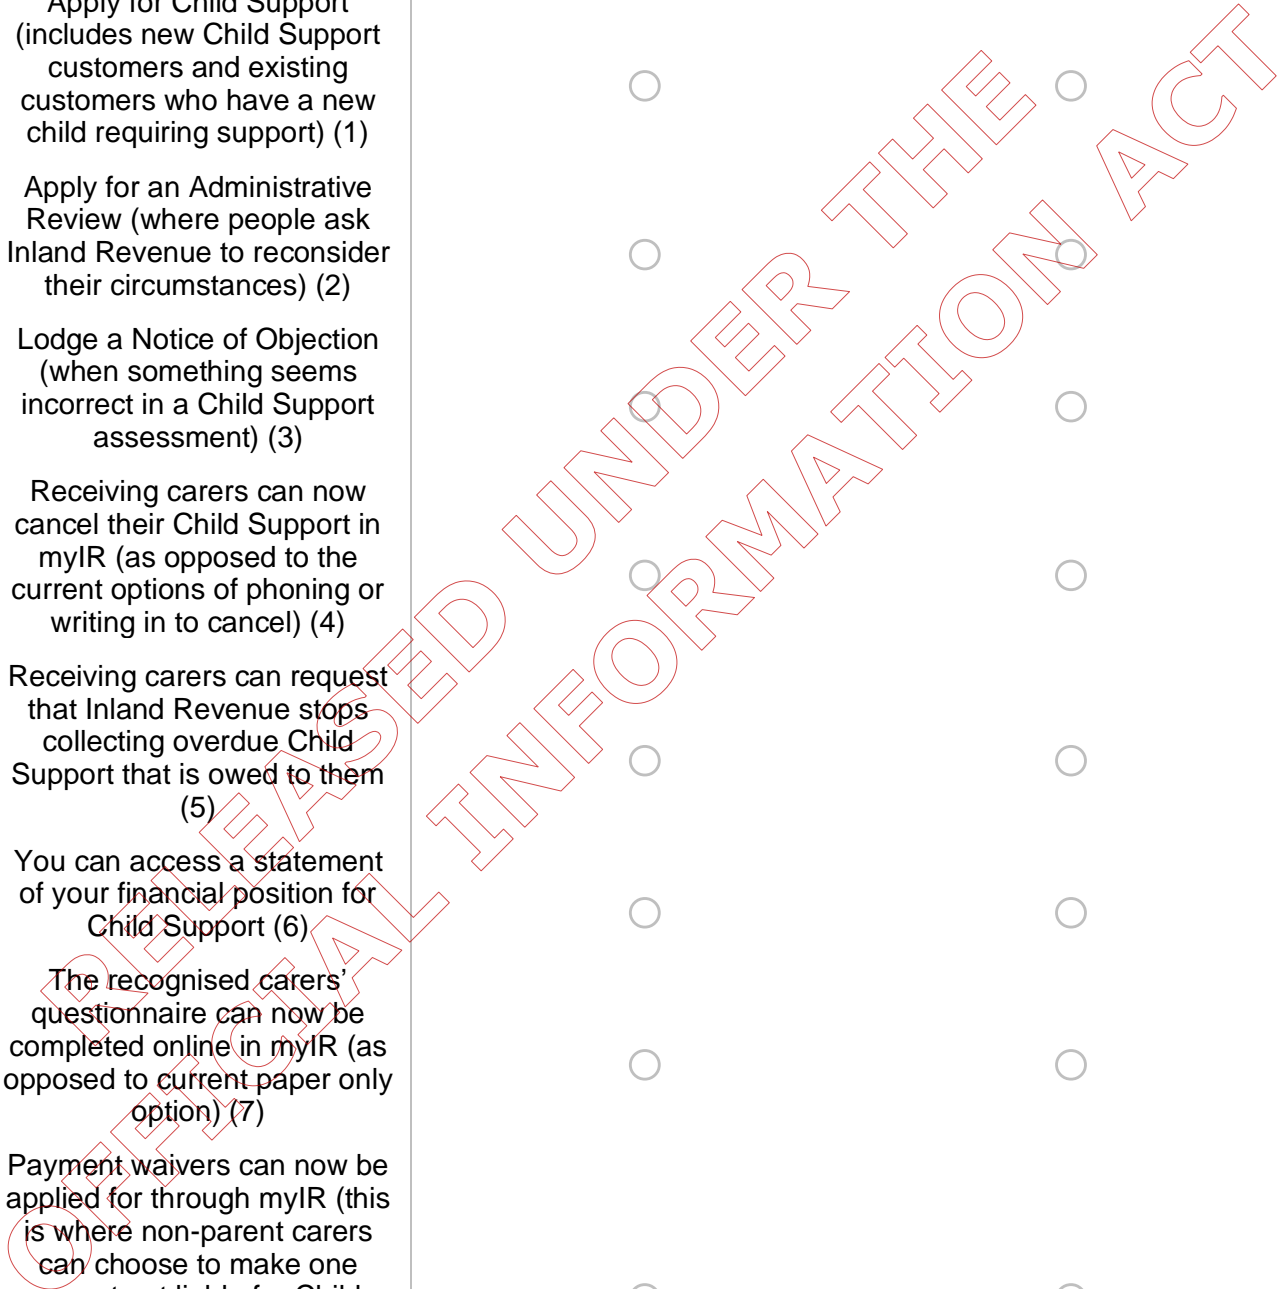 Apply for Child Support
(includes new Child Support
customers and existing
customers who have a new
child requiring support) (1)
Apply for an Administrative
Review (where people ask
Inland Revenue to reconsider
their circumstances) (2)
Lodge a Notice of Objection
(when something seems
incorrect in a Child Support
assessment) (3)
Receiving carers can now
cancel their Child Support in
myIR (as opposed to the
current options of phoning or
writing in to cancel) (4)
Receiving carers can request
that Inland Revenue stops
collecting overdue Child
Support that is owed to them
(5)
You can access a statement
of your financial position for
Child Support (6)
The recognised carers’
questionnaire can now be
completed online in myIR (as
opposed to current paper only
option) (7)
Payment waivers can now be
applied for through myIR (this
is where non-parent carers
can choose to make one
liable for Child
RELEASED UNDER THE
OFFICIAL INFORMATION ACT